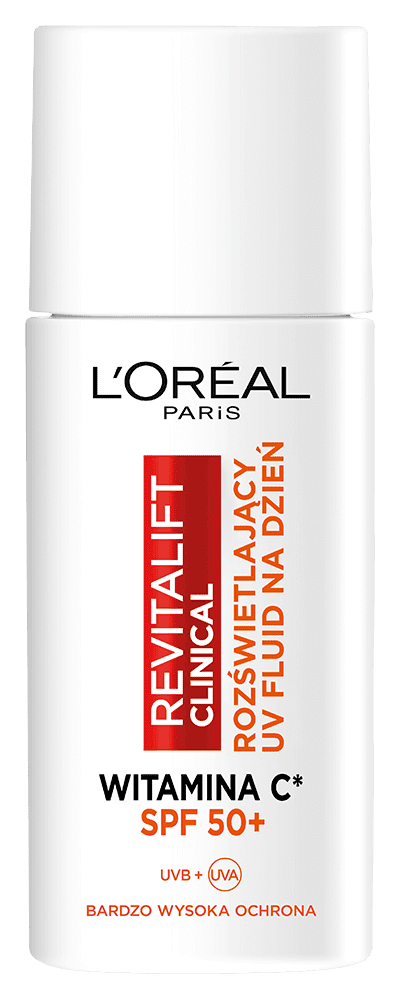 L'ORÉAL
PARIS
REVITALIFT
CLINICAL
ROZŚWIETLAJĄCY
UV FLUID NA DZIEŃ
WITAMINA C*
SPF 50+
UVB + UVA
BARDZO WYSOKA OCHRONA